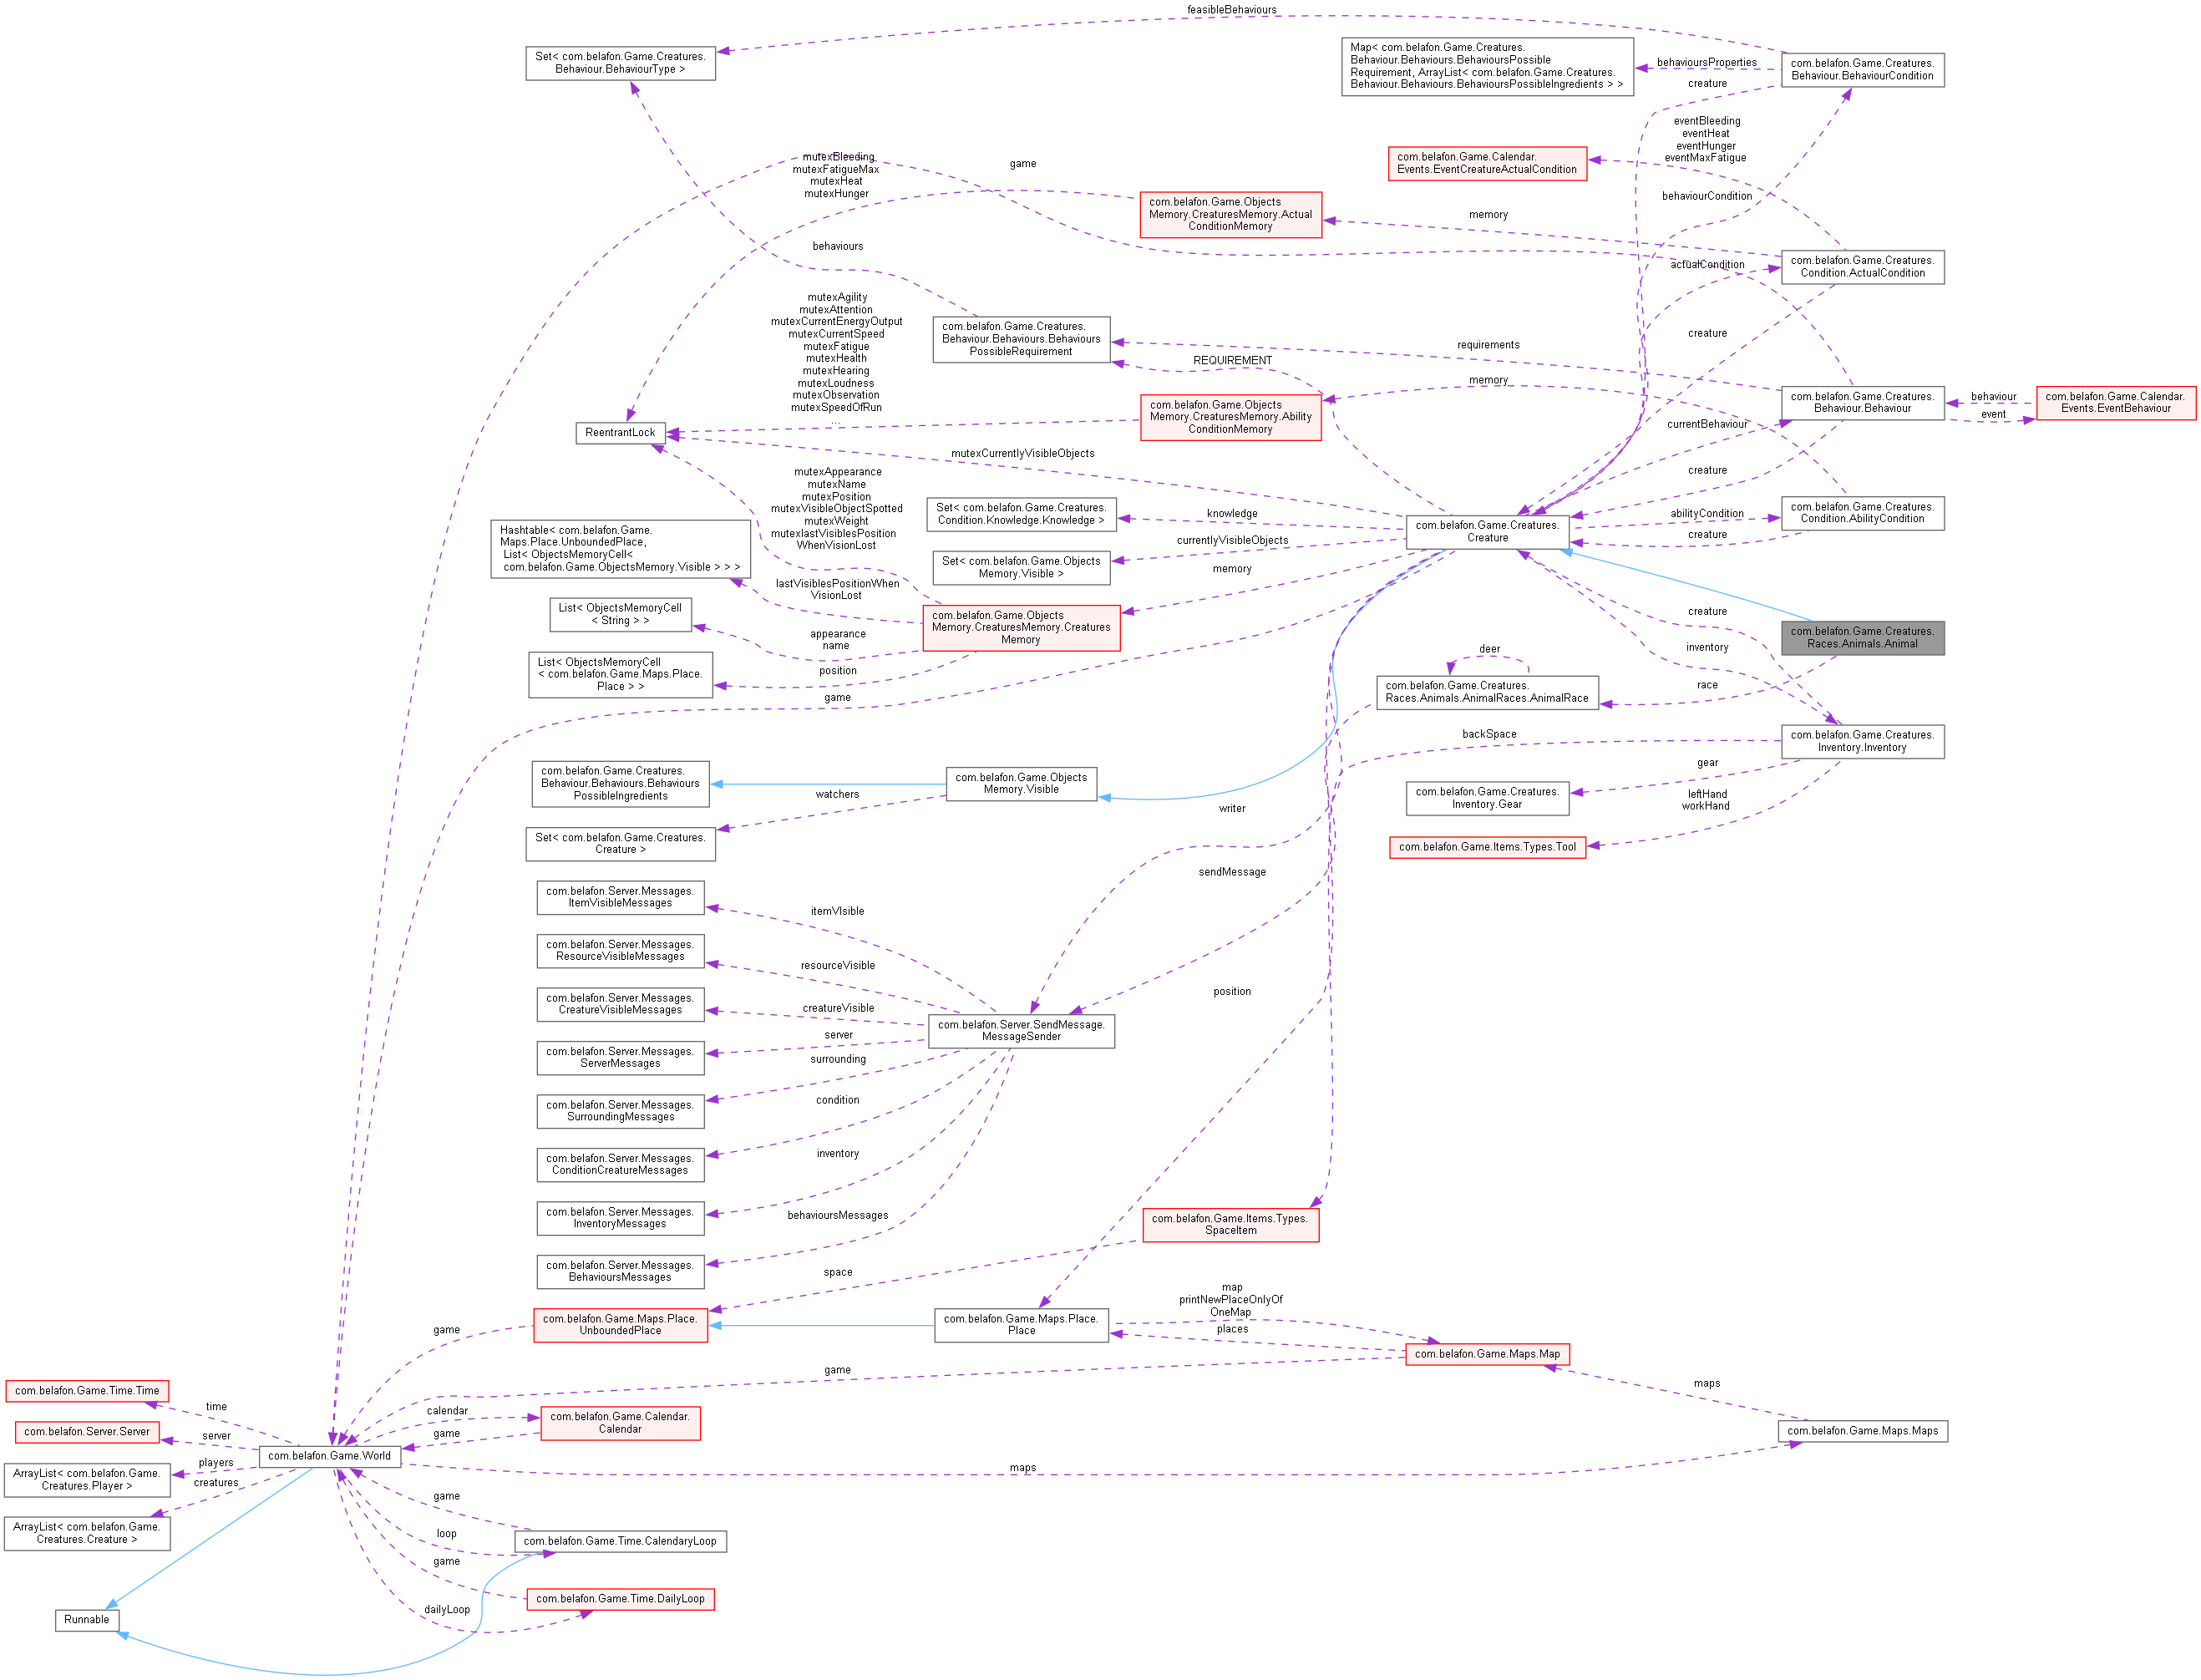 feasibleBehaviours
Set< com.belafon.Game.Creatures.
Behaviour.BehaviourType >
Map< com.belafon.Game.Creatures.
Behaviour.Behaviours.BehavioursPossible
Requirement, ArrayList< com.belafon.Game.Creatures.
Behaviour.Behaviours.BehavioursPossibleIngredients > >
behavioursProperties
com.belafon.Game.Creatures.
Behaviour.BehaviourCondition
creature
eventBleeding
eventHeat
eventHunger
eventMaxFatigue
com.belafon.Game.Calendar.
Events.EventCreatureActualCondition
mutexBleeding
mutexFatigueMax
mutexHeat
mutexHunger
game
com.belafon.Game.Objects
Memory.CreaturesMemory.Actual
ConditionMemory
memory
behaviourCondition
behaviours
actualCondition
com.belafon.Game.Creatures.
Condition.ActualCondition
mutexAgility
mutexAttention
mutexCurrentEnergyOutput
mutexCurrentSpeed
mutexFatigue
mutexHealth
mutexHearing
mutexLoudness
mutexObservation
mutexSpeedOfRun
...
com.belafon.Game.Creatures.
Behaviour.Behaviours.Behaviours
PossibleRequirement
creature
requirements
REQUIREMENT
memory
com.belafon.Game.Objects
Memory.CreaturesMemory.Ability
ConditionMemory
com.belafon.Game.Creatures.
Behaviour.Behaviour
behaviour
event
com.belafon.Game.Calendar.
Events.EventBehaviour
ReentrantLock
currentBehaviour
mutexCurrentlyVisibleObjects
creature
mutexAppearance
mutexName
mutexPosition
mutexVisibleObjectSpotted
mutexWeight
mutexlastVisiblesPosition
WhenVisionLost
Set< com.belafon.Game.Creatures.
Condition.Knowledge.Knowledge >
knowledge
com.belafon.Game.Creatures.
Creature
abilityCondition
creature
com.belafon.Game.Creatures.
Condition.AbilityCondition
Hashtable< com.belafon.Game.
Maps.Place.UnboundedPlace,
List< ObjectsMemoryCell<
com.belafon.Game.ObjectsMemory.Visible > > >
currentlyVisibleObjects
Set< com.belafon.Game.Objects
Memory.Visible >
memory
lastVisiblesPositionWhen
VisionLost
List< ObjectsMemoryCell
< String > >
com.belafon.Game.Objects
Memory.CreaturesMemory.Creatures
Memory
appearance
name
creature
com.belafon.Game.Creatures.
Races.Animals.Animal
inventory
deer
List< ObjectsMemoryCell
< com.belafon.Game.Maps.Place.
Place > >
position
race
com.belafon.Game.Creatures.
Races.Animals.AnimalRaces.AnimalRace
game
backSpace
com.belafon.Game.Creatures.
Inventory.Inventory
gear
com.belafon.Game.Creatures.
Behaviour.Behaviours.Behaviours
PossibleIngredients
com.belafon.Game.Objects
Memory.Visible
com.belafon.Game.Creatures.
Inventory.Gear
leftHand
workHand
watchers
writer
Set< com.belafon.Game.Creatures.
Creature >
com.belafon.Game.Items.Types.Tool
sendMessage
com.belafon.Server.Messages.
ItemVisibleMessages
itemVIsible
com.belafon.Server.Messages.
ResourceVisibleMessages
resourceVisible
position
com.belafon.Server.Messages.
CreatureVisibleMessages
creatureVisible
com.belafon.Server.SendMessage.
MessageSender
server
com.belafon.Server.Messages.
ServerMessages
surrounding
com.belafon.Server.Messages.
SurroundingMessages
condition
com.belafon.Server.Messages.
ConditionCreatureMessages
inventory
com.belafon.Server.Messages.
InventoryMessages
behavioursMessages
com.belafon.Game.Items.Types.
SpaceItem
com.belafon.Server.Messages.
BehavioursMessages
space
map
printNewPlaceOnlyOf
OneMap
com.belafon.Game.Maps.Place.
UnboundedPlace
com.belafon.Game.Maps.Place.
Place
places
game
com.belafon.Game.Maps.Map
game
maps
com.belafon.Game.Time.Time
time
calendar
com.belafon.Game.Calendar.
Calendar
com.belafon.Server.Server
server
game
com.belafon.Game.Maps.Maps
com.belafon.Game.World
players
maps
ArrayList< com.belafon.Game.
Creatures.Player >
creatures
game
ArrayList< com.belafon.Game.
Creatures.Creature >
loop
com.belafon.Game.Time.CalendaryLoop
game
com.belafon.Game.Time.DailyLoop
dailyLoop
Runnable